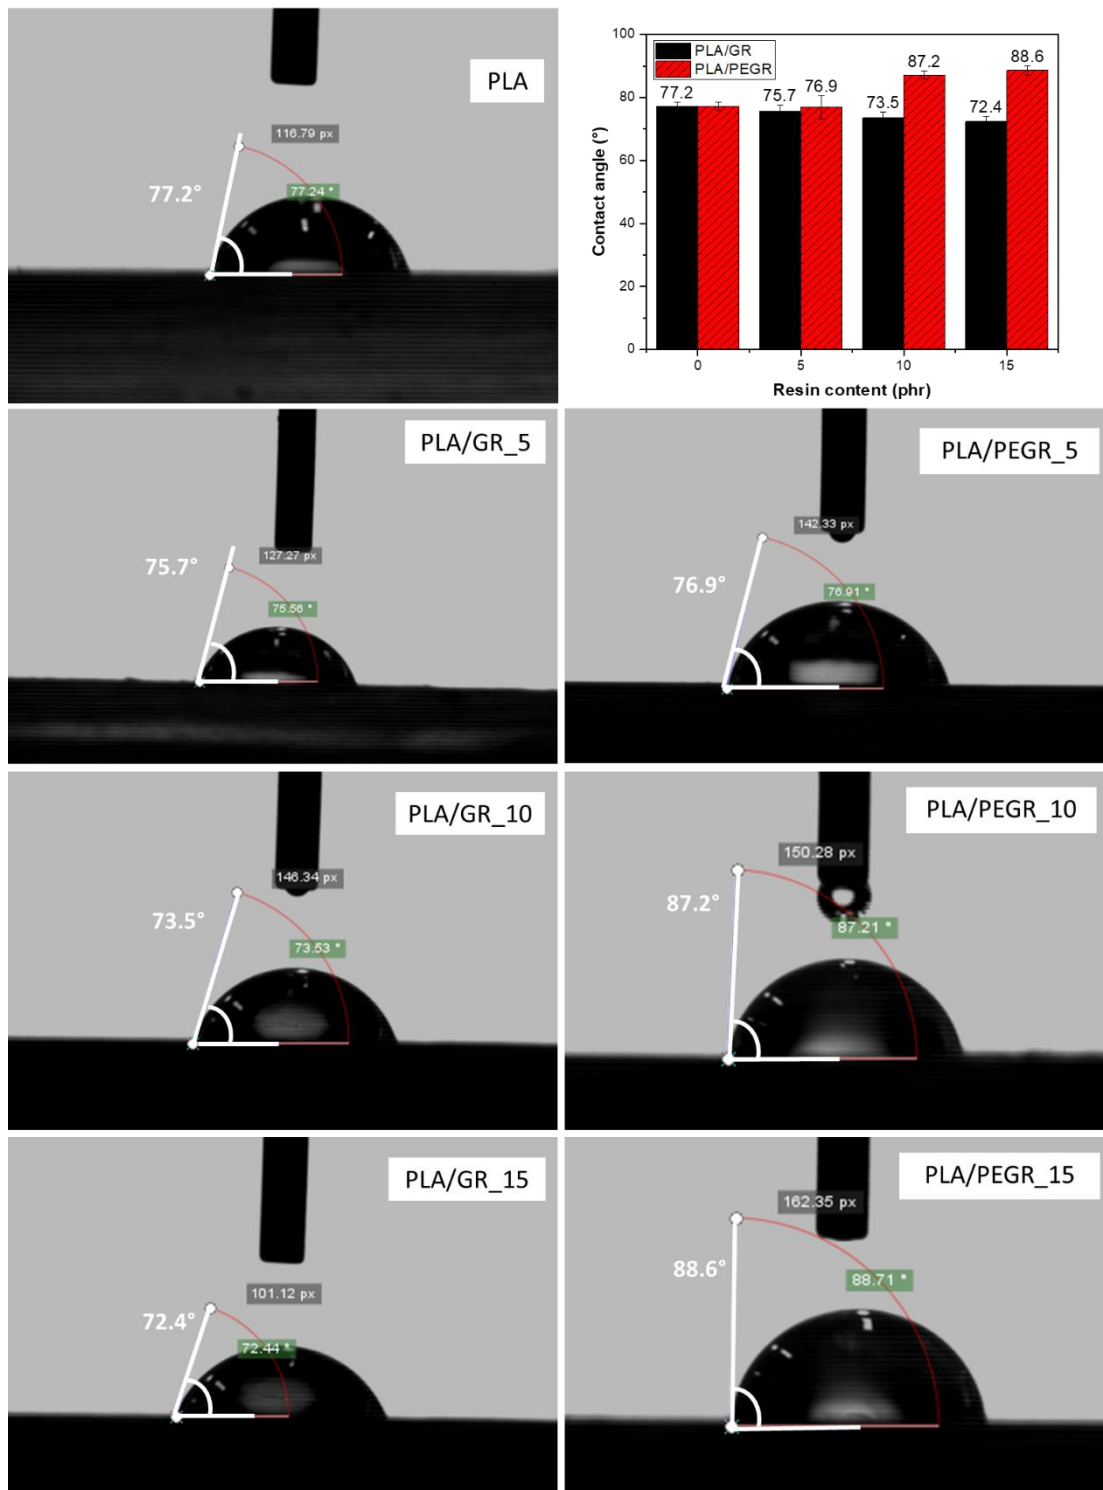 PLA
116.79 px
77.2°
77.24 °
100
80
60
40
20
0
Contact angle (°)
PLA/GR
PLA/PEGR
77.2
75.7
76.9
73.5
87.2
72.4
88.6
0
5
10
15
Resin content (phr)
PLA/GR_5
127.27 px
75.7°
75.56 °
PLA/PEGR_5
142.33 px
76.9°
76.91 °
PLA/GR_10
146.34 px
73.5°
73.53 °
PLA/PEGR_10
150.28 px
87.2°
87.21 °
PLA/GR_15
101.12 px
72.4°
72.44 °
PLA/PEGR_15
162.35 px
88.6°
88.71 °